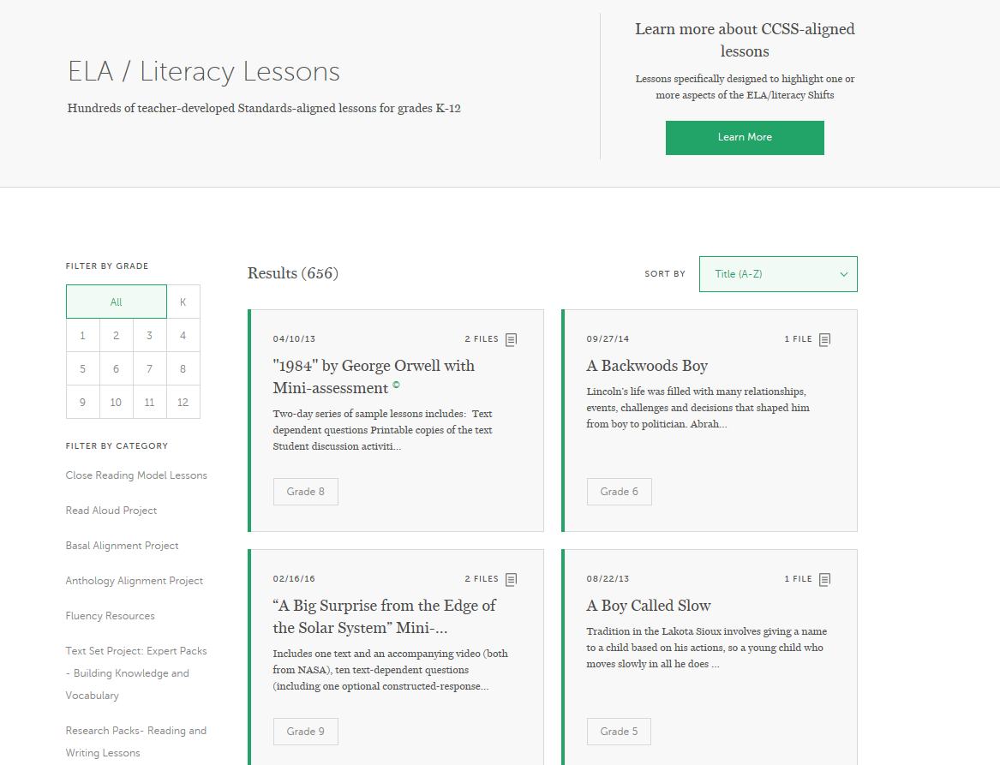 ELA / Literacy Lessons
Hundreds of teacher-developed Standards-aligned lessons for grades K-12
Learn more about CCSS-aligned
lessons
Lessons specifically designed to highlight one or
more aspects of the ELA/literacy Shifts
Learn More
FILTER BY GRADE
All K
1 2 3 4
5 6 7 8
9 10 11 12
FILTER BY CATEGORY
Close Reading Model Lessons
Read Aloud Project
Basal Alignment Project
Anthology Alignment Project
Fluency Resources
Text Set Project: Expert Packs
- Building Knowledge and
Vocabulary
Research Packs- Reading and
Writing Lessons
Results (656)
SORT BY Title (A-Z)
04/10/13 2 FILES
"1984" by George Orwell with
Mini-assessment ©
Two-day series of sample lessons includes:  Text
dependent questions Printable copies of the text
Student discussion activiti...
Grade 8
09/27/14 1 FILE
A Backwoods Boy
Lincoln's life was filled with many relationships,
events, challenges and decisions that shaped him
from boy to politician. Abrah...
Grade 6
02/16/16 2 FILES
“A Big Surprise from the Edge of
the Solar System” Mini-...
Includes one text and an accompanying video (both
from NASA), ten text-dependent questions
(including one optional constructed-response...
Grade 9
08/22/13 1 FILE
A Boy Called Slow
Tradition in the Lakota Sioux involves giving a name
to a child based on his actions, so a young child who
moves slowly in all he does ...
Grade 5